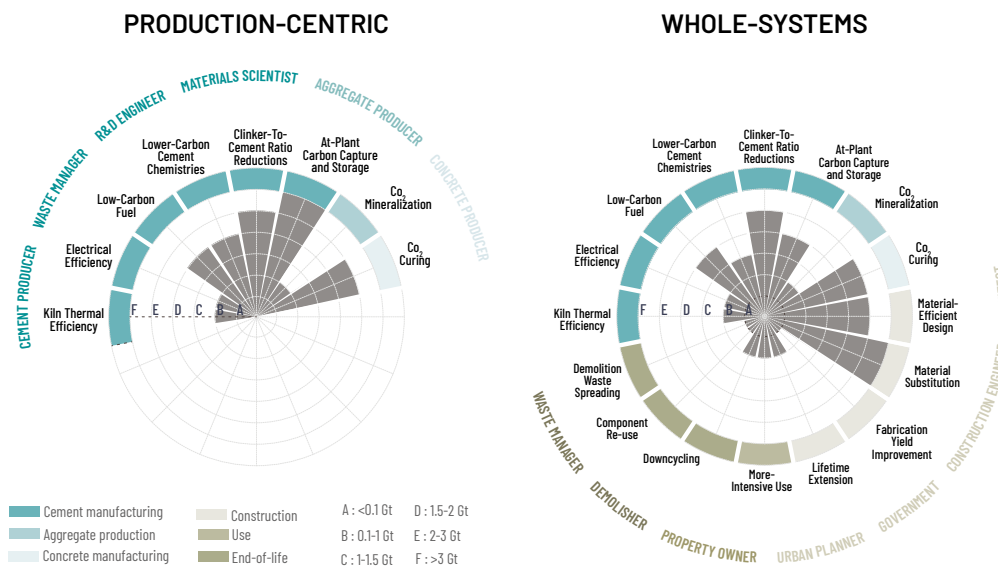 PRODUCTION-CENTRIC
CEMENT PRODUCER
WASTE MANAGER
R&D ENGINEER
MATERIALS SCIENTIST
AGGREGATE PRODUCER
CONCRETE PRODUCER
Kiln Thermal
Efficiency
Electrical
Efficiency
Low-Carbon
Fuel
Lower-Carbon
Cement
Chemistries
Clinker-To-
Cement Ratio
Reductions
At-Plant
Carbon Capture
and Storage
Co2
Mineralization
Co2
Curing
F E D C B A
WHOLE-SYSTEMS
Kiln Thermal
Efficiency
Electrical
Efficiency
Low-Carbon
Fuel
Lower-Carbon
Cement
Chemistries
Clinker-To-
Cement Ratio
Reductions
At-Plant
Carbon Capture
and Storage
Co2
Mineralization
Co2
Curing
Material-
Efficient
Design
Material
Substitution
Fabrication
Yield
Improvement
Lifetime
Extension
More-
Intensive Use
Downcycling
Component
Re-use
Demolition
Waste
Spreading
F E D C B A
WASTE MANAGER
DEMOLISHER
PROPERTY OWNER
URBAN PLANNER
GOVERNMENT
CONSTRUCTION
Cement manufacturing
Aggregate production
Concrete manufacturing
Construction
Use
End-of-life
A : <0.1 Gt
B : 0.1-1 Gt
C : 1-1.5 Gt
D : 1.5-2 Gt
E : 2-3 Gt
F : >3 Gt